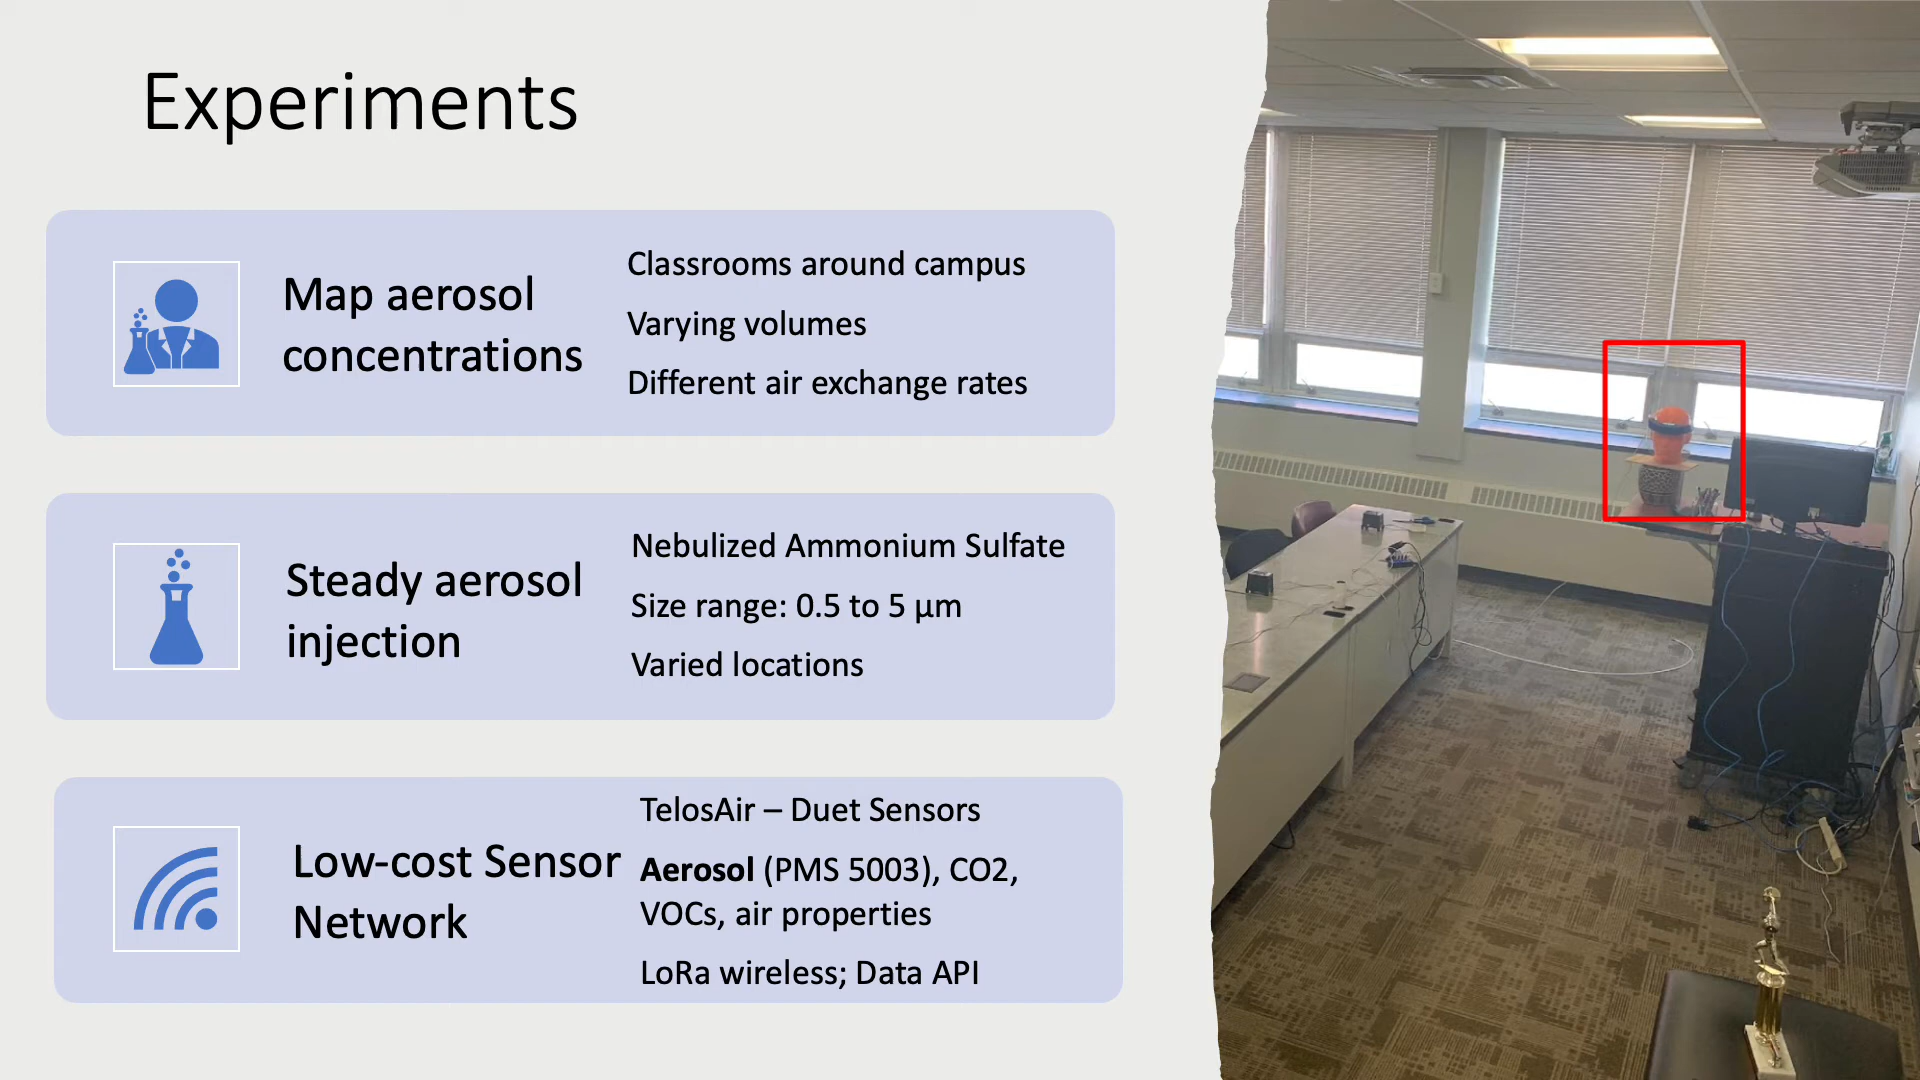 Experiments
Map aerosol
concentrations
Classrooms around campus
Varying volumes
Different air exchange rates
Steady aerosol
injection
Nebulized Ammonium Sulfate
Size range: 0.5 to 5 µm
Varied locations
Low-cost Sensor
Network
TelosAir – Duet Sensors
Aerosol (PMS 5003), CO2,
VOCs, air properties
LoRa wireless; Data API